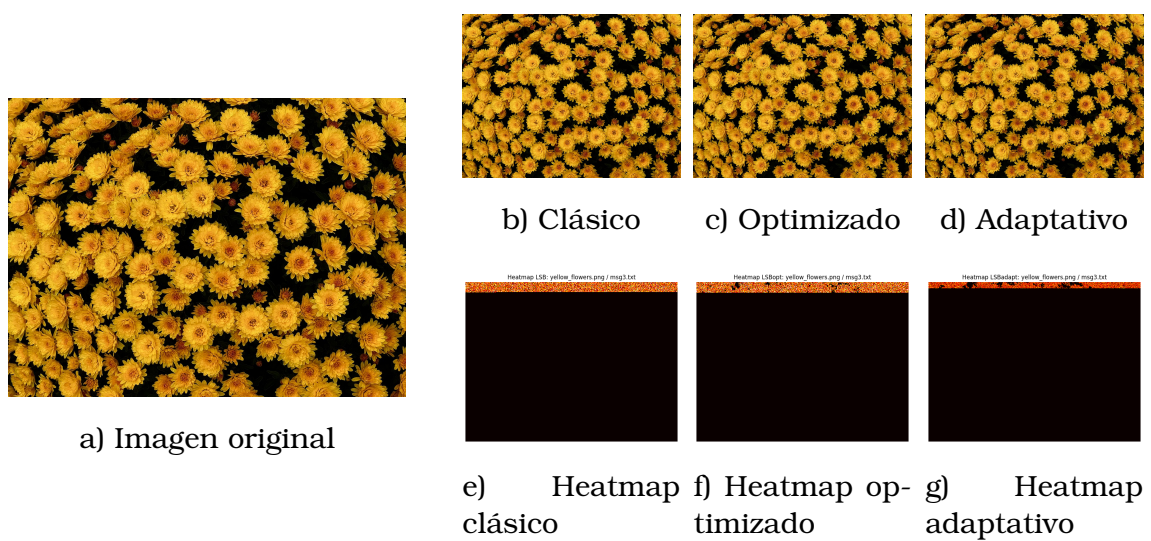 a) Imagen original
b) Clásico
c) Optimizado
d) Adaptativo
Heatmap LSB: yellow_flowers.png / msg3.txt
Heatmap LSBopt: yellow_flowers.png / msg3.txt
Heatmap LSBadapt: yellow_flowers.png / msg3.txt
e) Heatmap
clásico
f) Heatmap op-
timizado
g) Heatmap
adaptativo